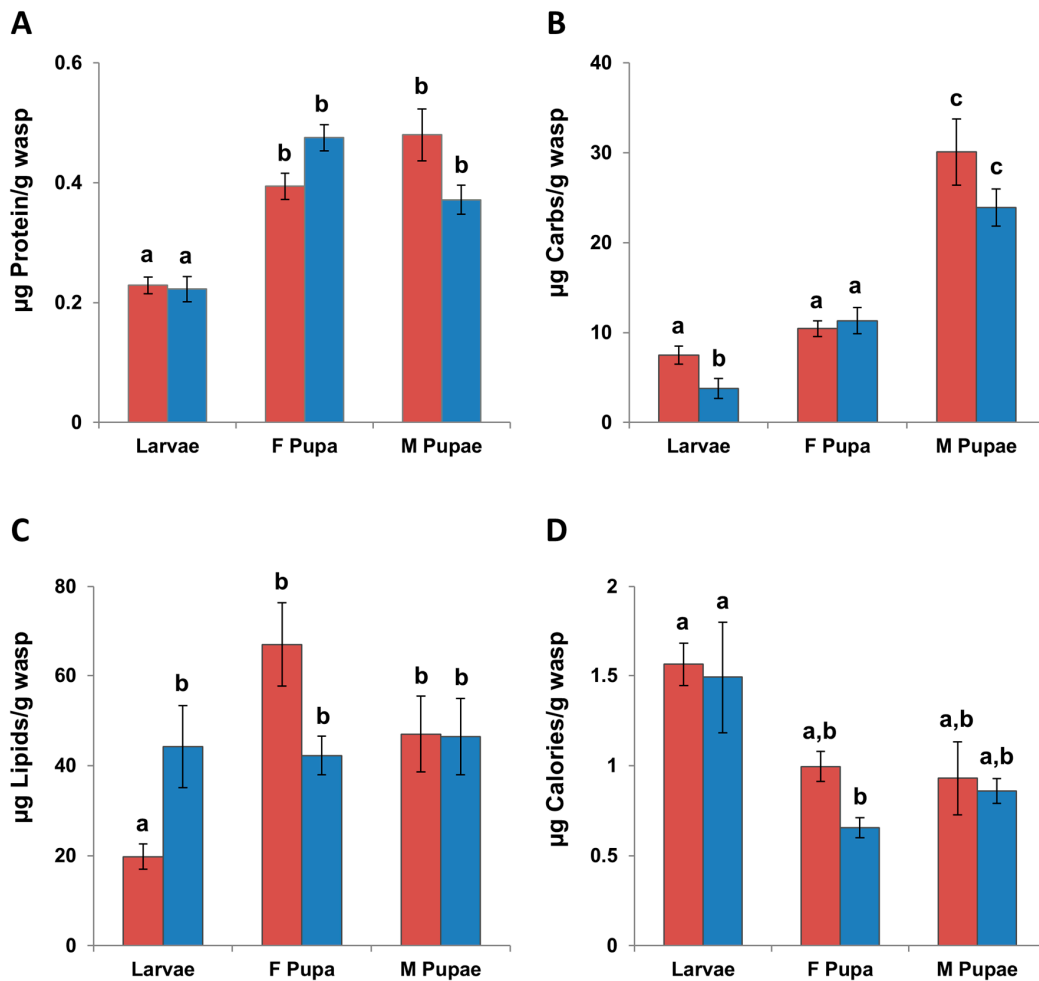 A
µg Protein/g wasp
0.6
0.4
0.2
0
a
a
b
b
b
b
Larvae
F Pupa
M Pupae
B
µg Carbs/g wasp
40
30
20
10
0
a
b
a
a
c
c
Larvae
F Pupa
M Pupae
C
µg Lipids/g wasp
80
60
40
20
0
a
b
b
b
b
b
Larvae
F Pupa
M Pupae
D
µg Calories/g wasp
2
1.5
1
0.5
0
a
a
a,b
b
a,b
a,b
Larvae
F Pupa
M Pupae